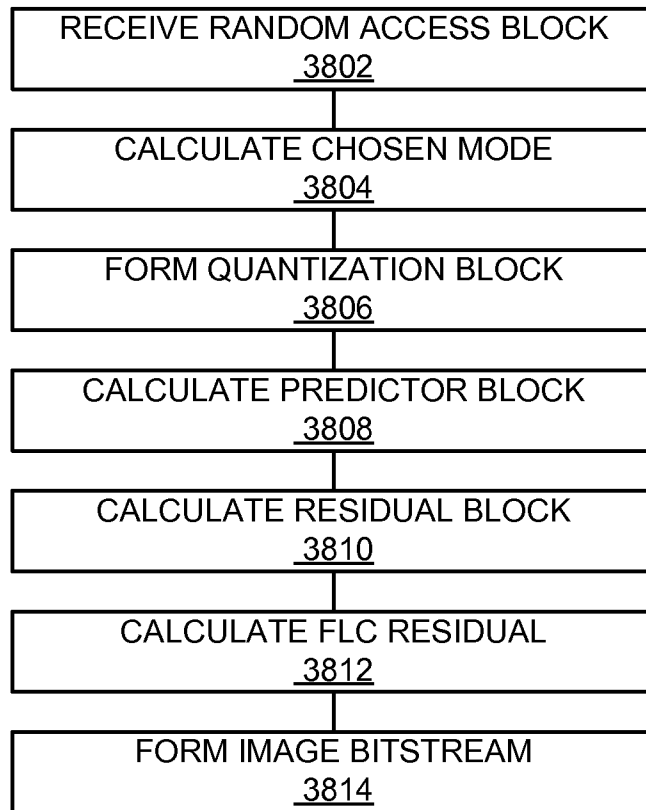 RECEIVE RANDOM ACCESS BLOCK
3802
CALCULATE CHOSEN MODE
3804
FORM QUANTIZATION BLOCK
3806
CALCULATE PREDICTOR BLOCK
3808
CALCULATE RESIDUAL BLOCK
3810
CALCULATE FLC RESIDUAL
3812
FORM IMAGE BITSTREAM
3814